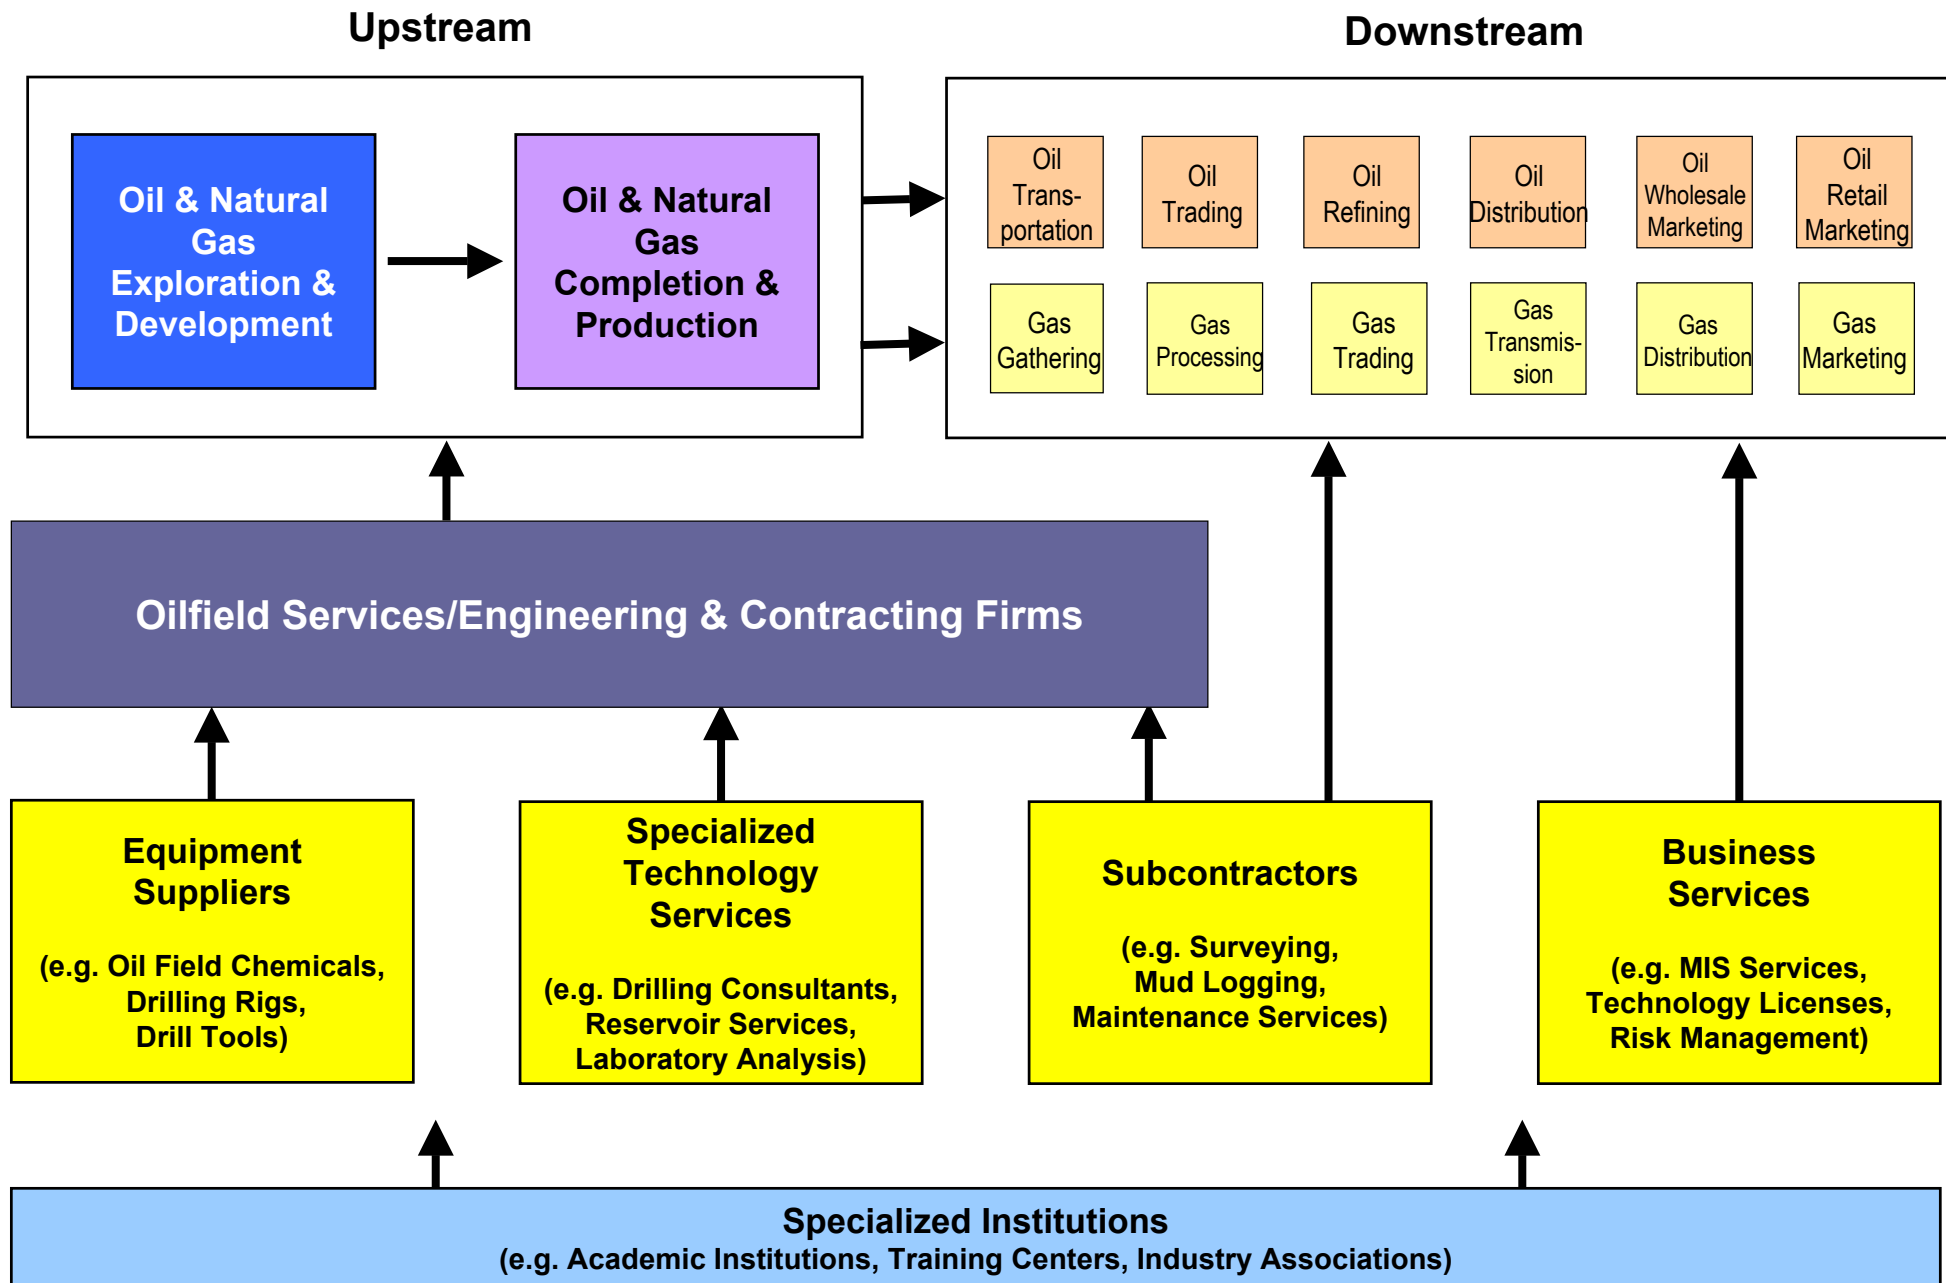 Upstream
Downstream
Oil & Natural
Gas
Exploration &
Development
Oil & Natural
Gas
Completion &
Production
Oil
Trans-
portation
Oil
Trading
Oil
Refining
Oil
Distribution
Oil
Wholesale
Marketing
Oil
Retail
Marketing
Gas
Gathering
Gas
Processing
Gas
Trading
Gas
Transmis-
sion
Gas
Distribution
Gas
Marketing
Oilfield Services/Engineering & Contracting Firms
Equipment
Suppliers
(e.g. Oil Field Chemicals,
Drilling Rigs,
Drill Tools)
Specialized
Technology
Services
(e.g. Drilling Consultants,
Reservoir Services,
Laboratory Analysis)
Subcontractors
(e.g. Surveying,
Mud Logging,
Maintenance Services)
Business
Services
(e.g. MIS Services,
Technology Licenses,
Risk Management)
Specialized Institutions
(e.g. Academic Institutions, Training Centers, Industry Associations)